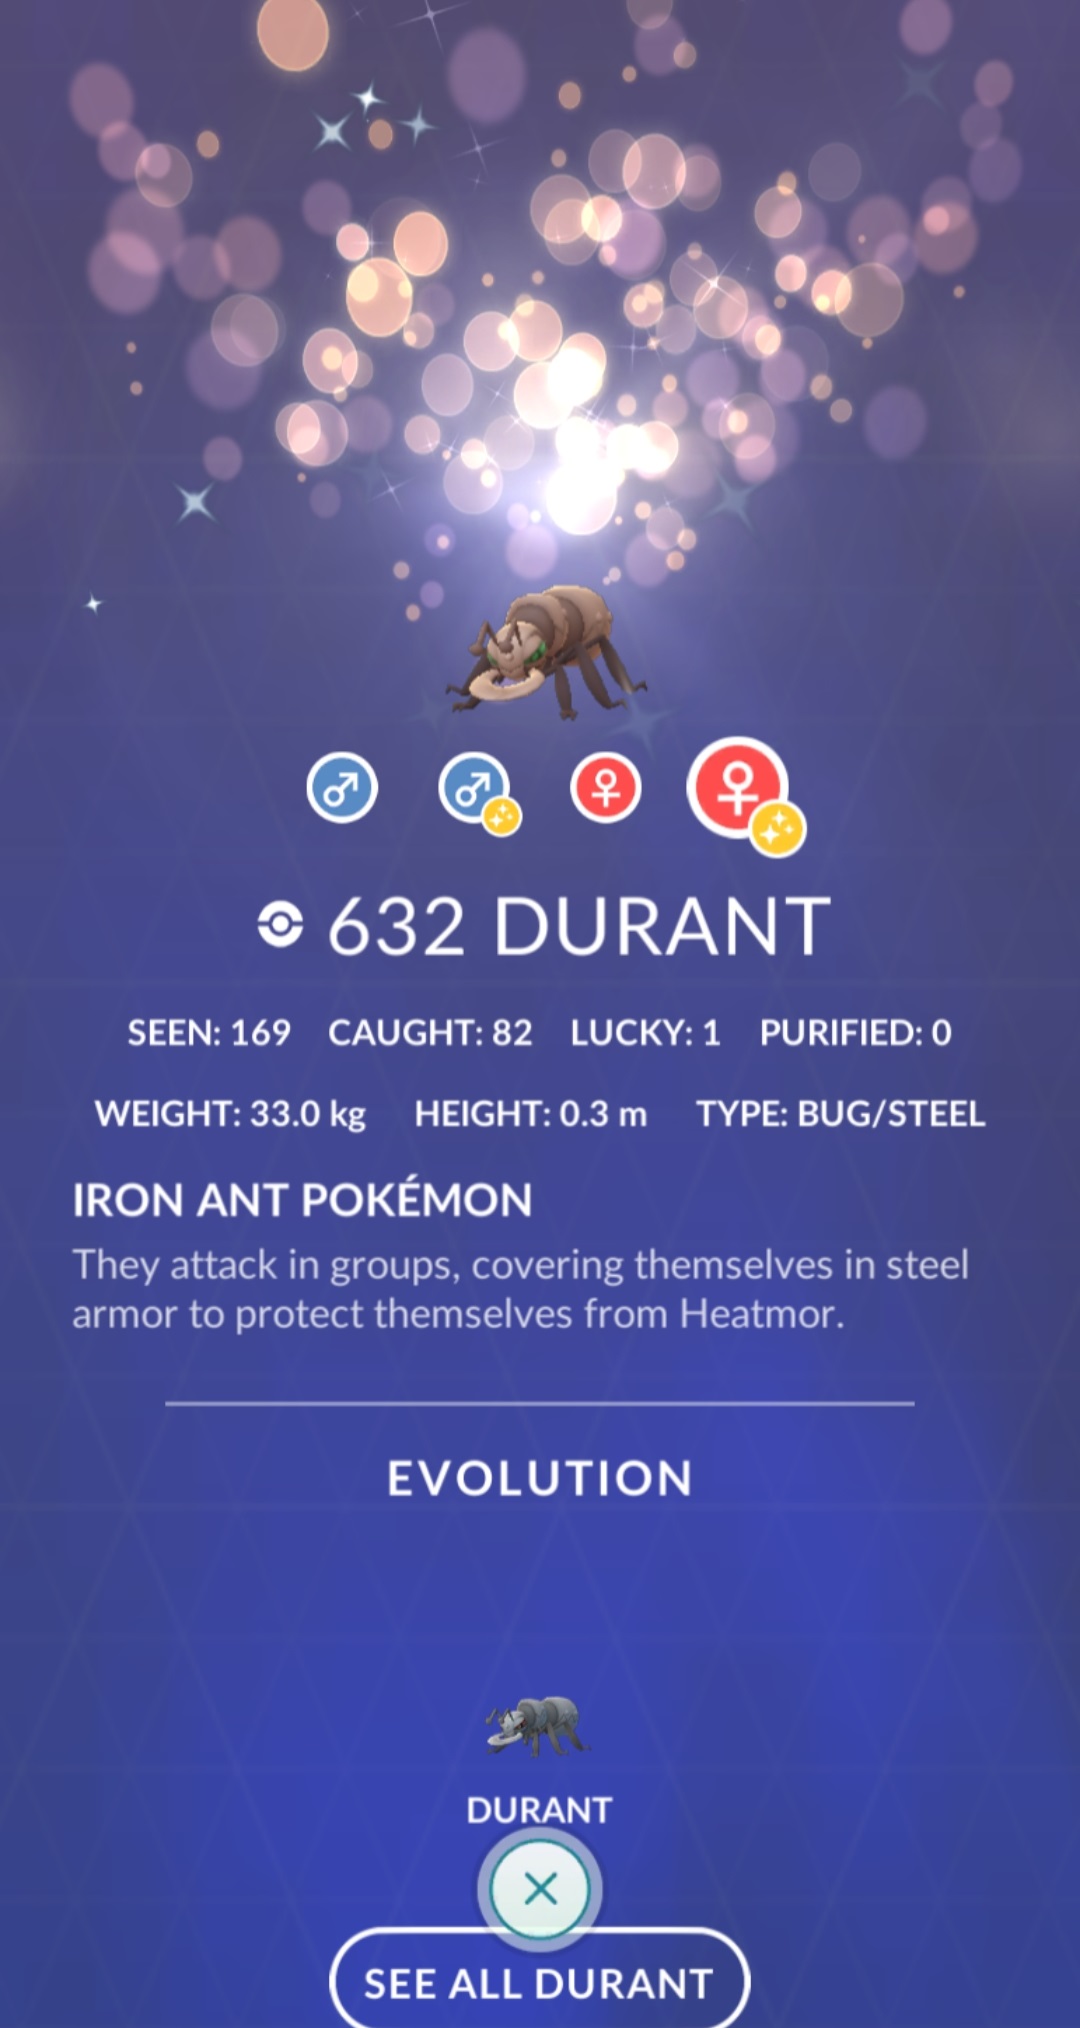 632 DURANT
SEEN: 169 CAUGHT: 82 LUCKY: 1 PURIFIED: 0
WEIGHT: 33.0 kg HEIGHT: 0.3 m TYPE: BUG/STEEL
IRON ANT POKÉMON
They attack in groups, covering themselves in steel
armor to protect themselves from Heatmor.
EVOLUTION
DURANT
SEE ALL DURANT